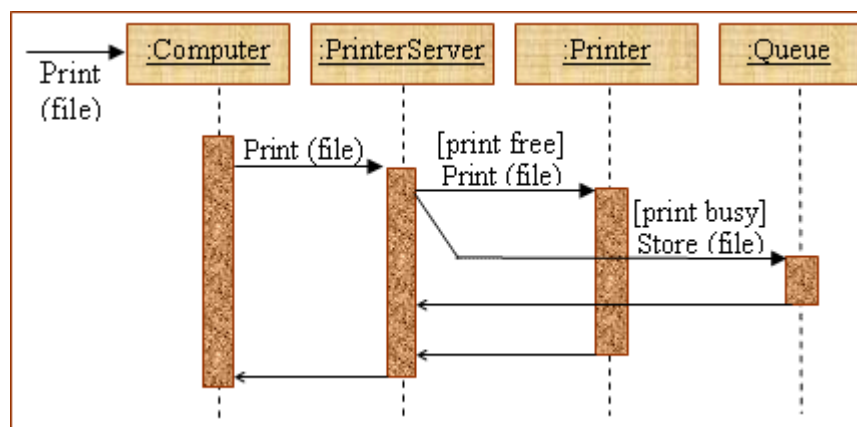 :Computer
:PrinterServer
:Printer
:Queue
Print
(file)
Print (file)
[print free]
Print (file)
[print busy]
Store (file)